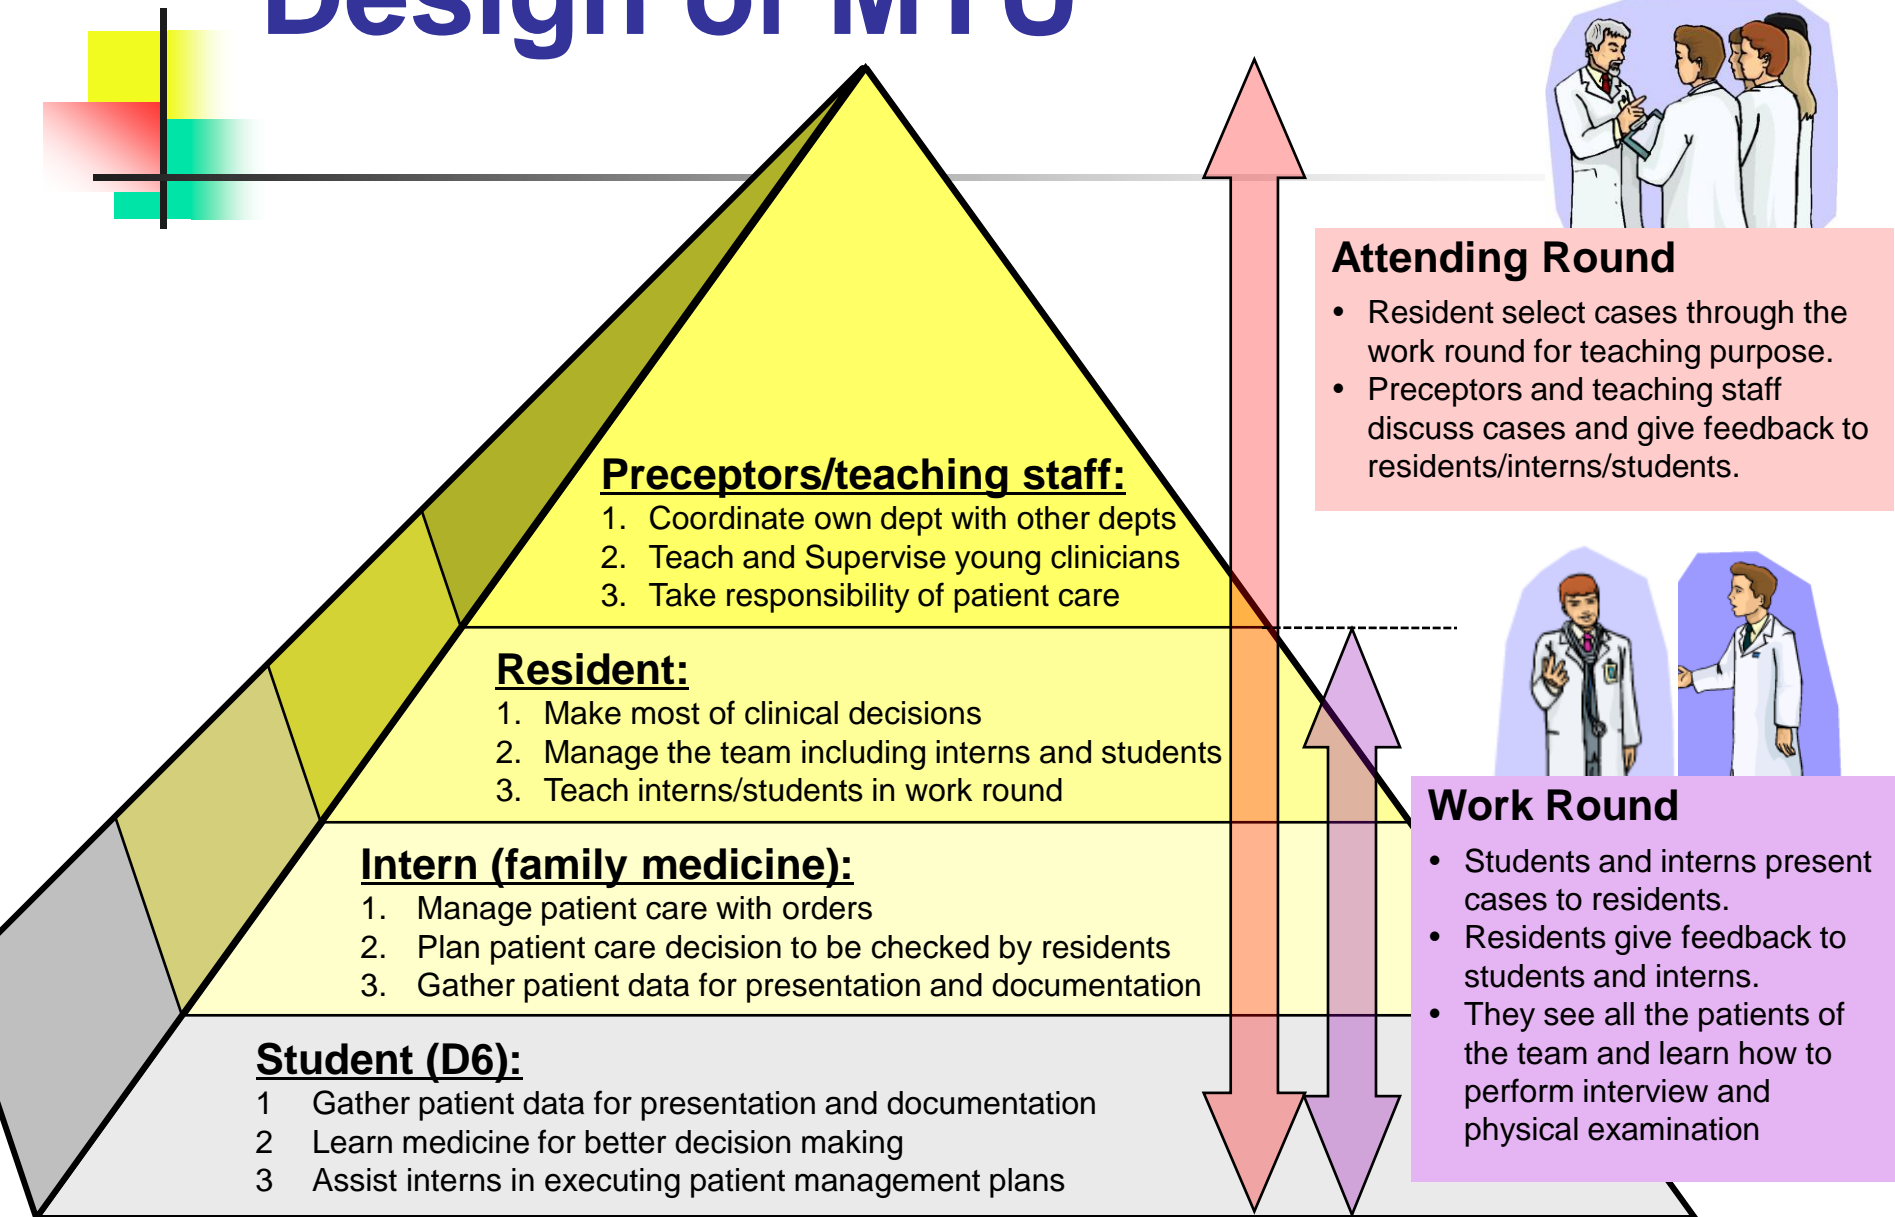 Design of MTU
Attending Round
• Resident select cases through the
work round for teaching purpose.
• Preceptors and teaching staff
discuss cases and give feedback to
residents/interns/students.
Preceptors/teaching staff:
1. Coordinate own dept with other depts
2. Teach and Supervise young clinicians
3. Take responsibility of patient care
Resident:
1. Make most of clinical decisions
2. Manage the team including interns and students
3. Teach interns/students in work round
Work Round
• Students and interns present
cases to residents.
• Residents give feedback to
students and interns.
• They see all the patients of
the team and learn how to
perform interview and
physical examination
Intern (family medicine):
1. Manage patient care with orders
2. Plan patient care decision to be checked by residents
3. Gather patient data for presentation and documentation
Student (D6):
1 Gather patient data for presentation and documentation
2 Learn medicine for better decision making
3 Assist interns in executing patient management plans